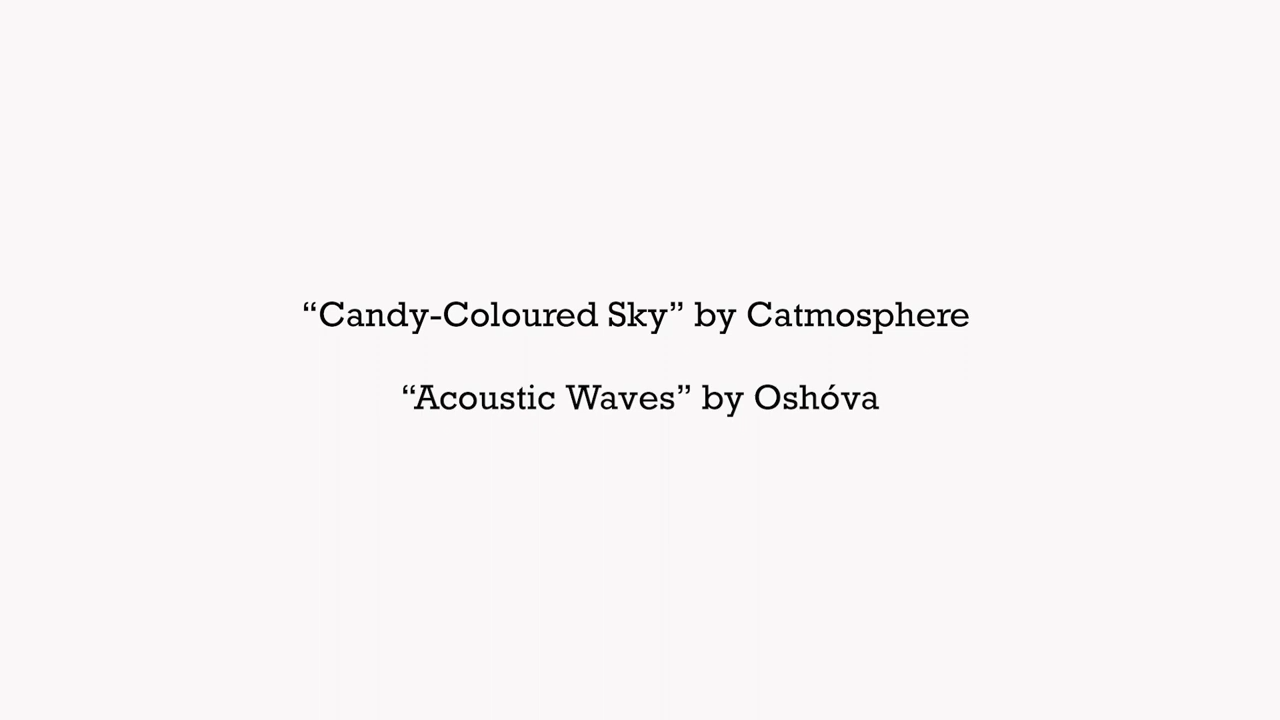 “Candy-Coloured Sky” by Catmosphere
“Acoustic Waves” by Oshóva